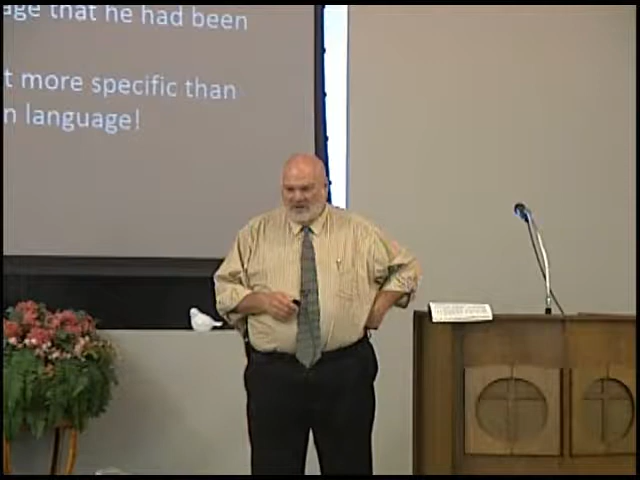 age that he had been
t more specific than
n language!